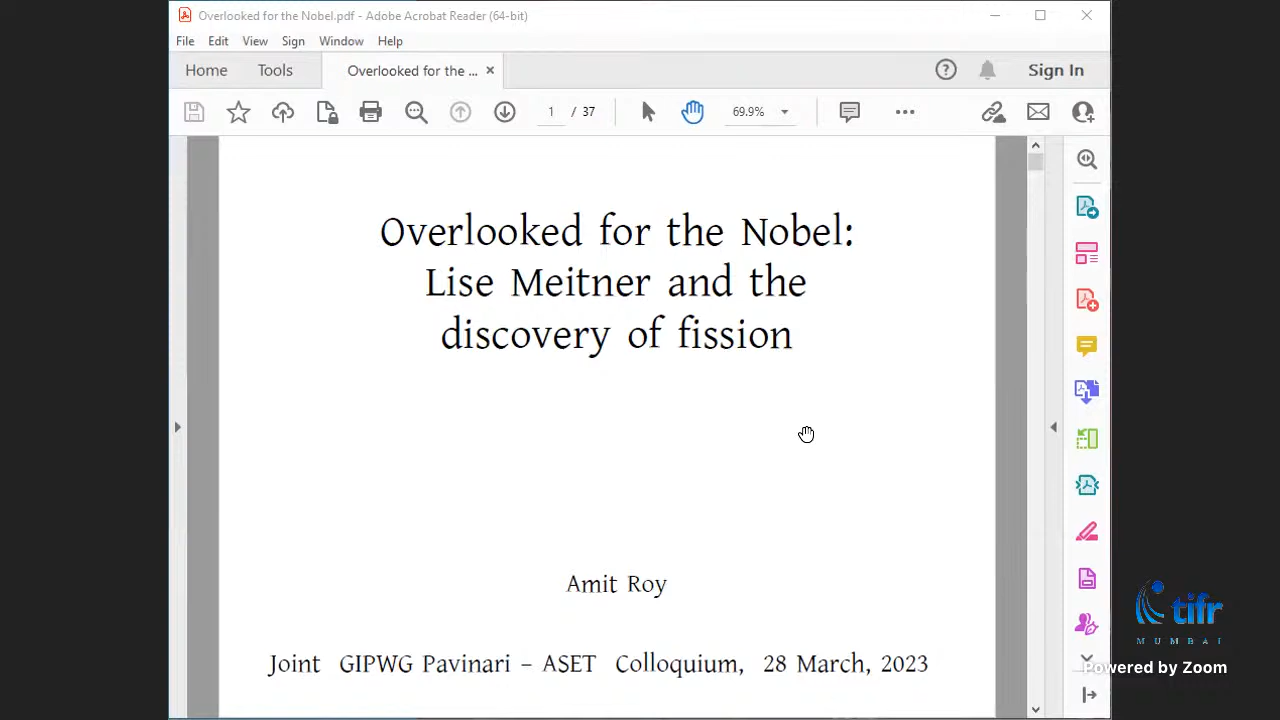 Overlooked for the Nobel.pdf - Adobe Acrobat Reader (64-bit)
File Edit View Sign Window Help
Home Tools Overlooked for the ... × Sign In
1 / 37 69.9%
Overlooked for the Nobel:
Lise Meitner and the
discovery of fission
Amit Roy
Joint GIPWG Pavinari – ASET Colloquium, 28 March, 2023
tifr
MUMBAI
Powered by Zoom